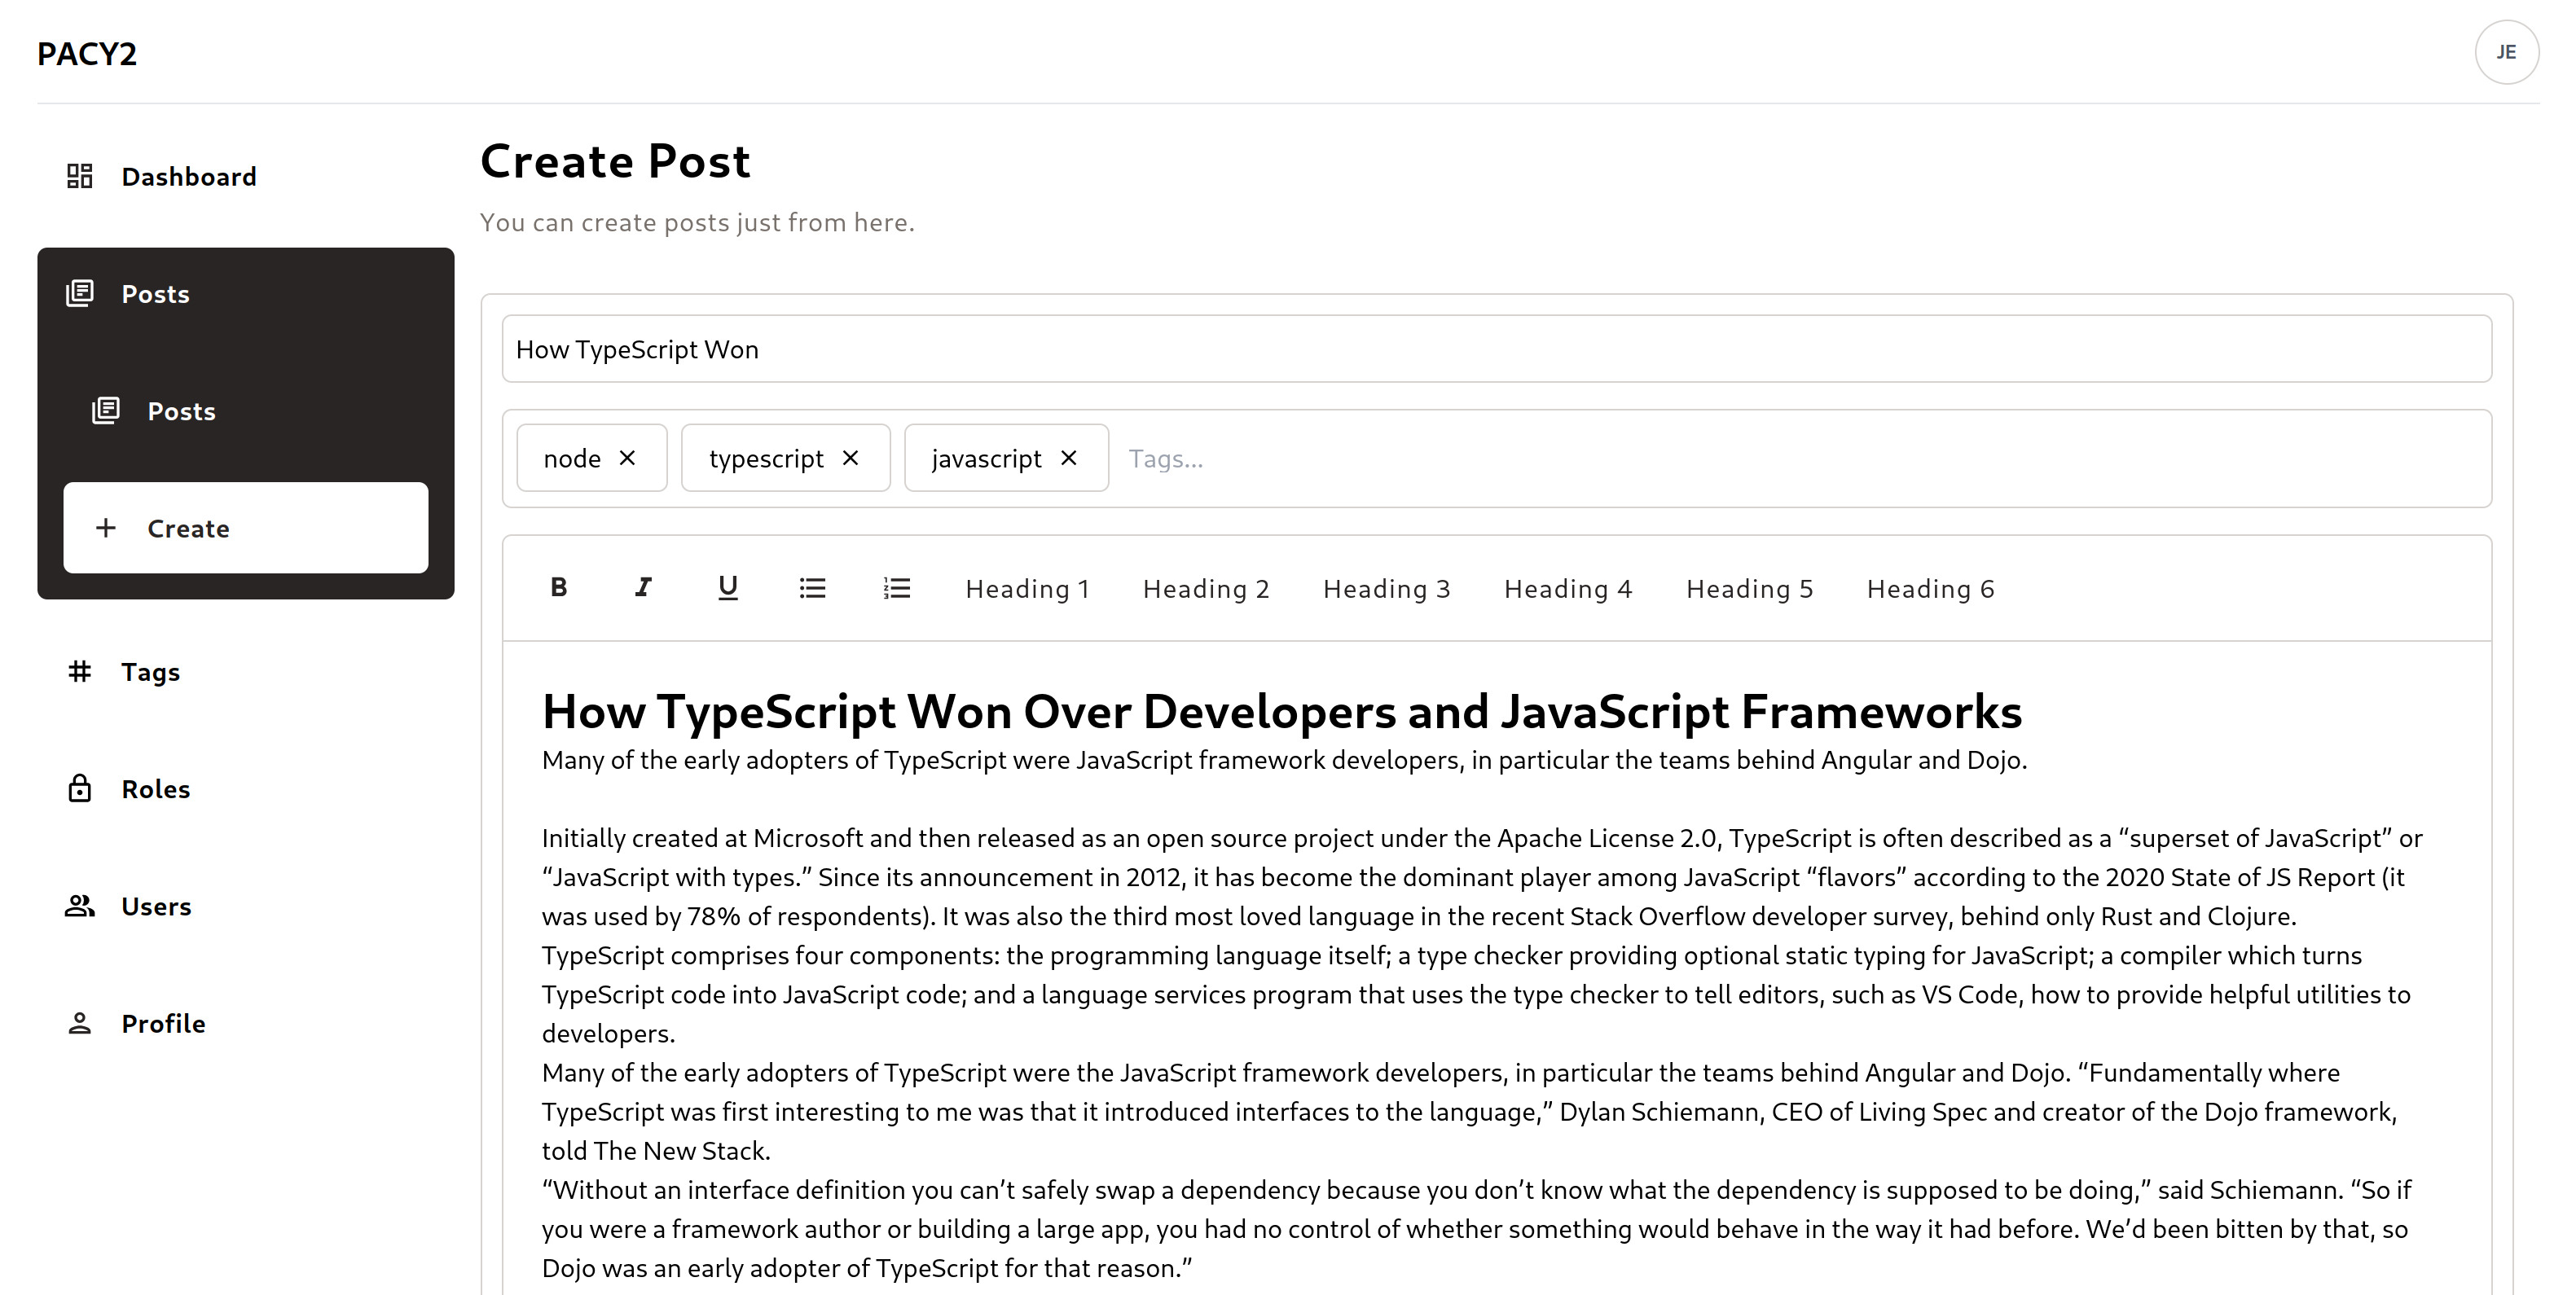 PACY2
JE
Dashboard
Posts
Posts
Create
Tags
Roles
Users
Profile
Create Post
You can create posts just from here.
How TypeScript Won
node
typescript
javascript
Tags...
B I U Heading 1 Heading 2 Heading 3 Heading 4 Heading 5 Heading 6
How TypeScript Won Over Developers and JavaScript Frameworks
Many of the early adopters of TypeScript were JavaScript framework developers, in particular the teams behind Angular and Dojo.
Initially created at Microsoft and then released as an open source project under the Apache License 2.0, TypeScript is often described as a “superset of JavaScript” or
“JavaScript with types.” Since its announcement in 2012, it has become the dominant player among JavaScript “flavors” according to the 2020 State of JS Report (it
was used by 78% of respondents). It was also the third most loved language in the recent Stack Overflow developer survey, behind only Rust and Clojure.
TypeScript comprises four components: the programming language itself; a type checker providing optional static typing for JavaScript; a compiler which turns
TypeScript code into JavaScript code; and a language services program that uses the type checker to tell editors, such as VS Code, how to provide helpful utilities to
developers.
Many of the early adopters of TypeScript were the JavaScript framework developers, in particular the teams behind Angular and Dojo. “Fundamentally where
TypeScript was first interesting to me was that it introduced interfaces to the language,” Dylan Schiemann, CEO of Living Spec and creator of the Dojo framework,
told The New Stack.
“Without an interface definition you can’t safely swap a dependency because you don’t know what the dependency is supposed to be doing,” said Schiemann. “So if
you were a framework author or building a large app, you had no control of whether something would behave in the way it had before. We’d been bitten by that, so
Dojo was an early adopter of TypeScript for that reason.”